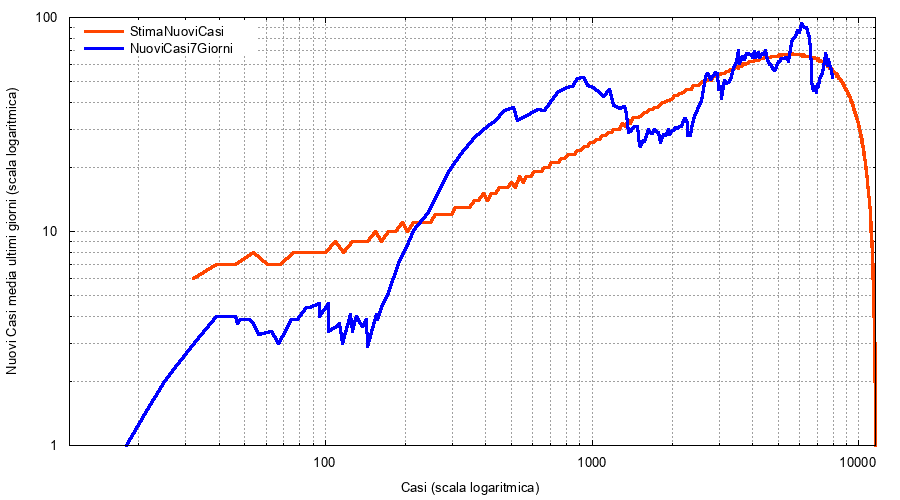 StimaNuoviCasi
NuoviCasi7Giorni
100
10
1
Nuovi Casi media ultimi giorni (scala logaritmica)
100
1000
10000
Casi (scala logaritmica)